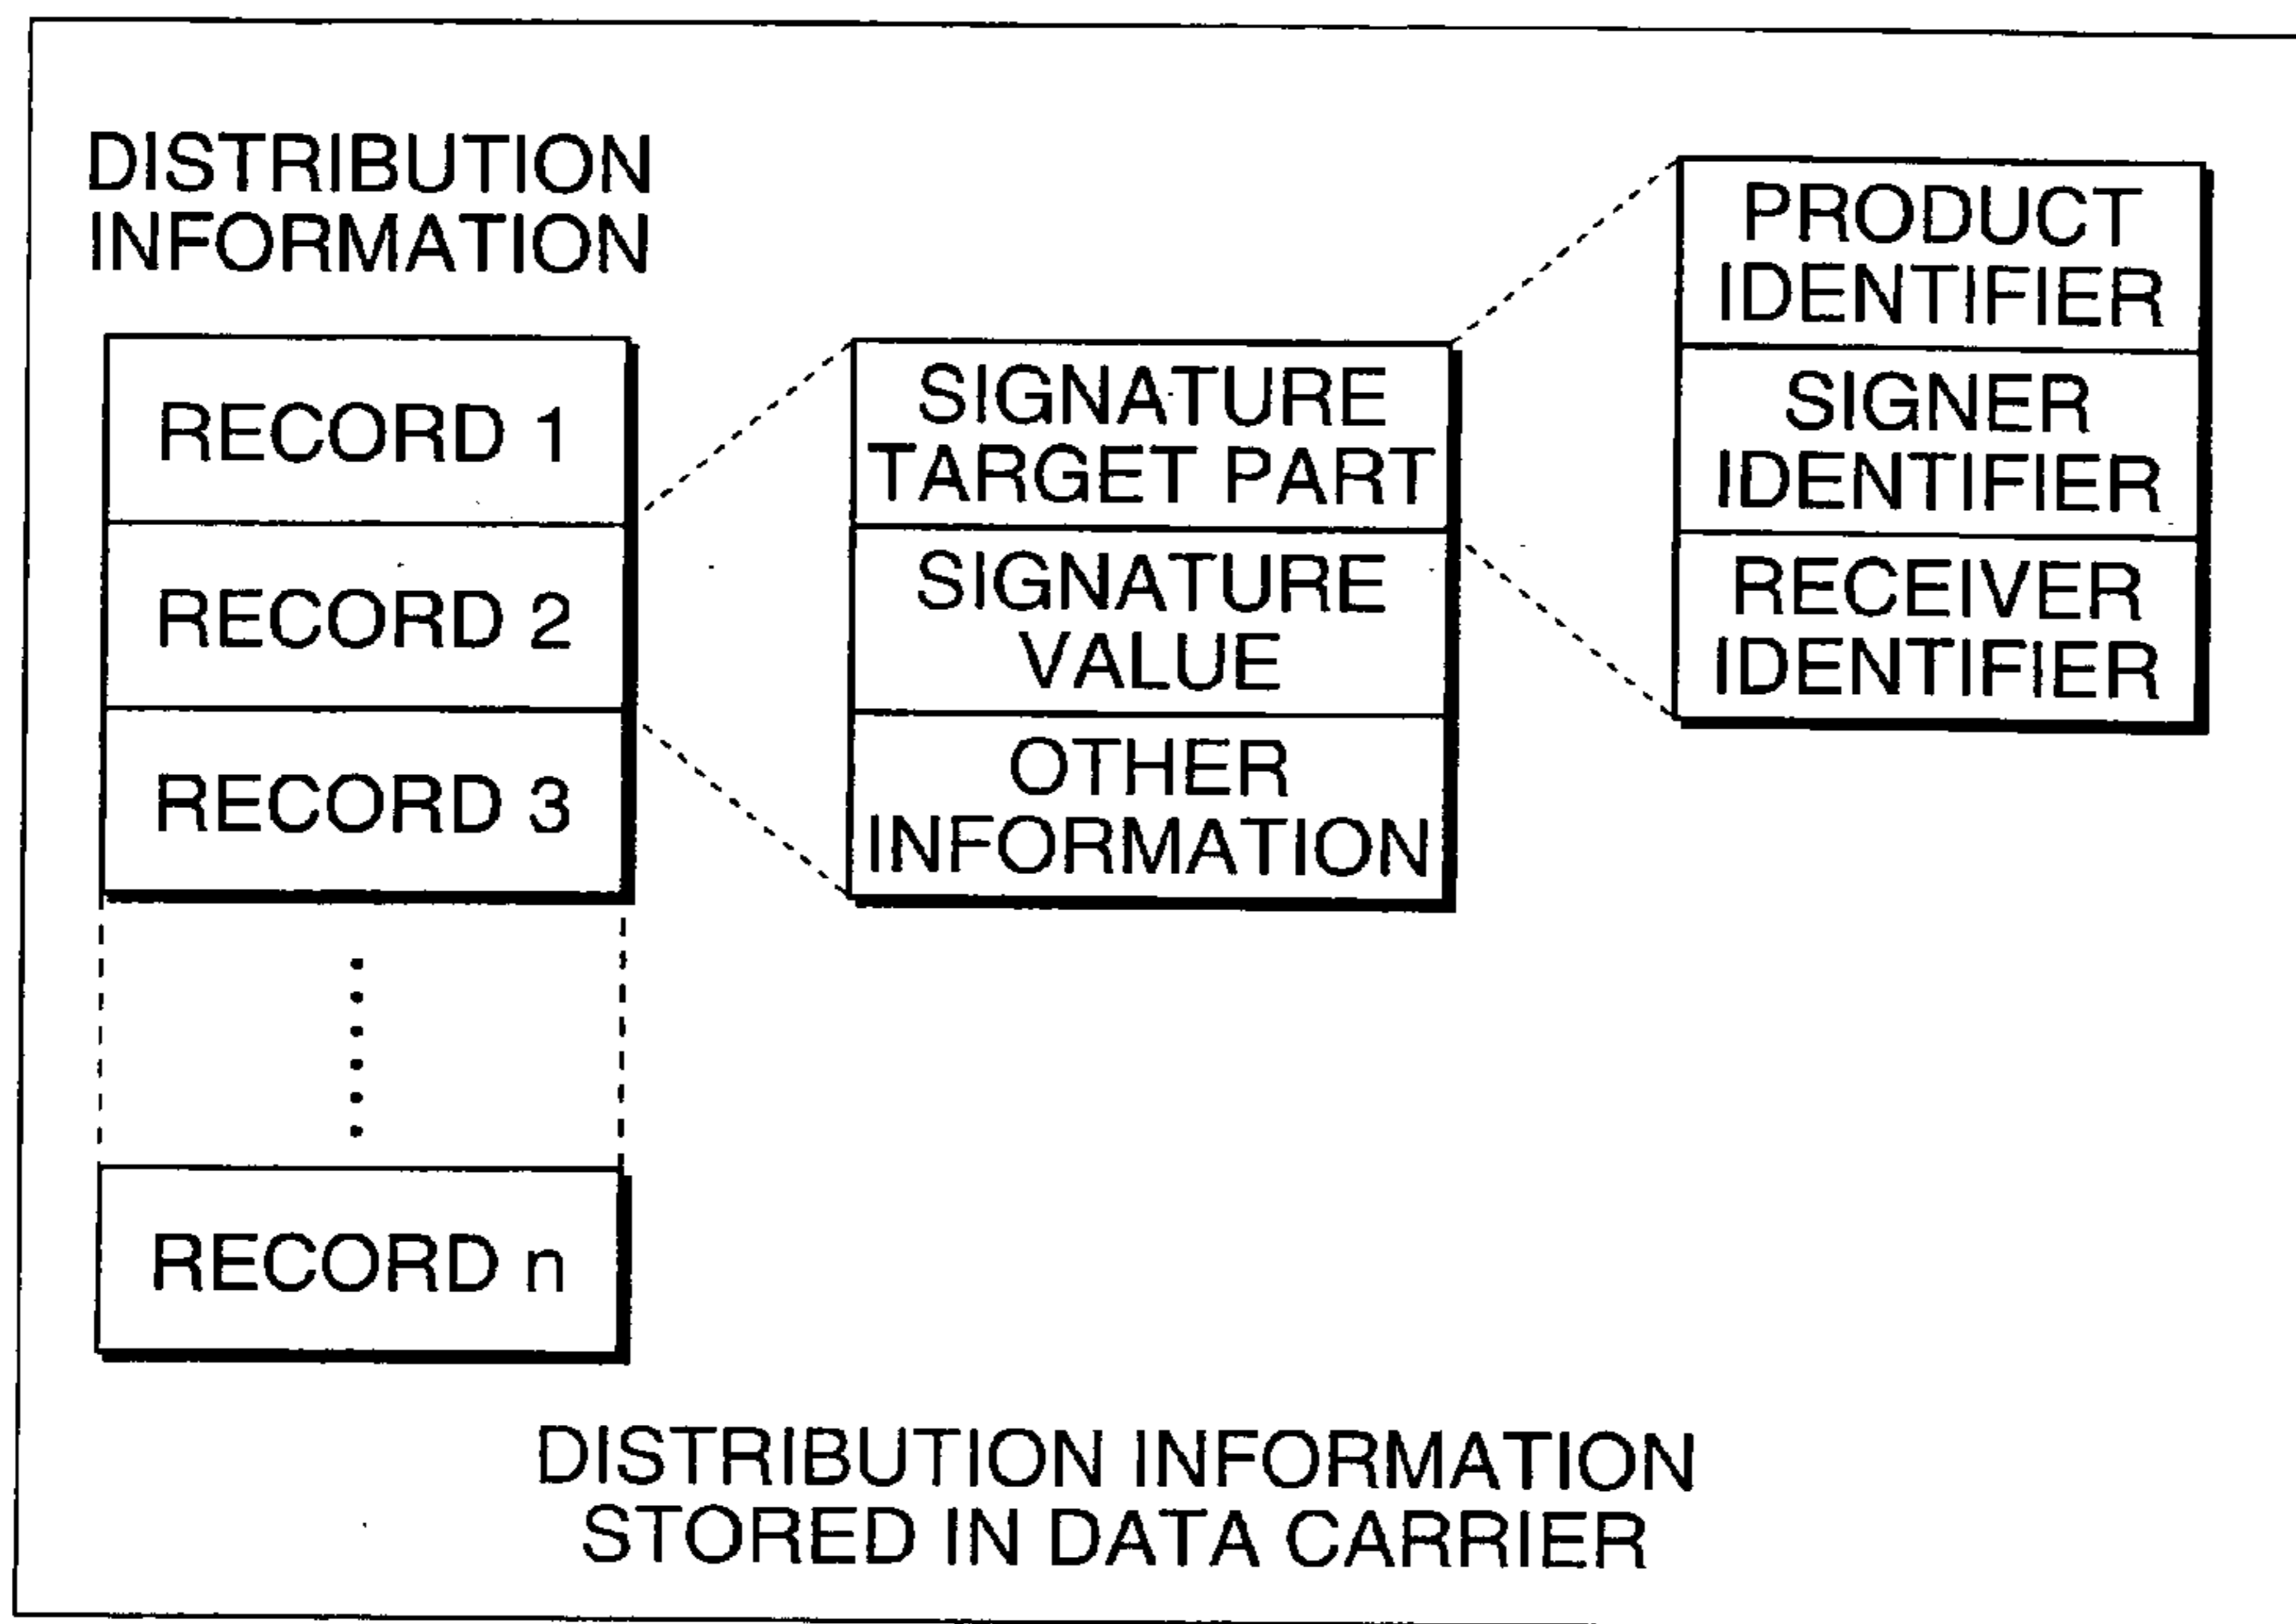 DISTRIBUTION
INFORMATION
RECORD 1
RECORD 2
RECORD 3
RECORD n
SIGNATURE
TARGET PART
SIGNATURE
VALUE
OTHER
INFORMATION
PRODUCT
IDENTIFIER
SIGNER
IDENTIFIER
RECEIVER
IDENTIFIER
DISTRIBUTION INFORMATION
STORED IN DATA CARRIER